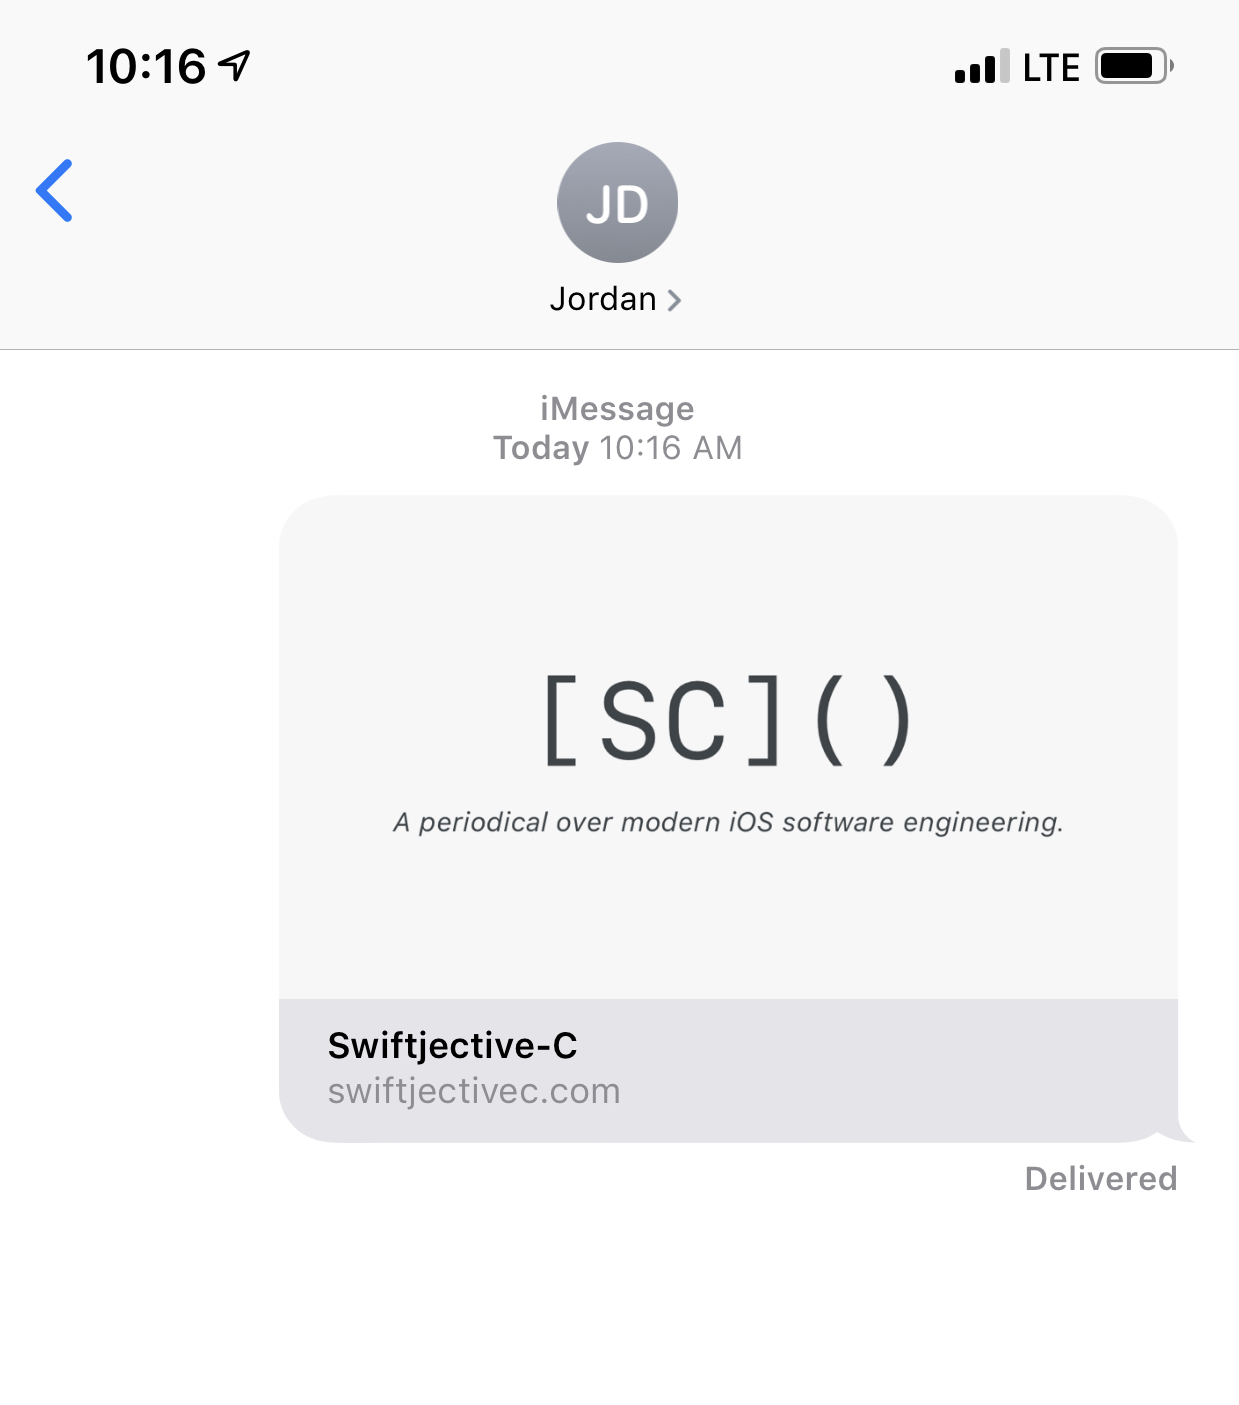 10:16
LTE
JD
Jordan
iMessage
Today 10:16 AM
[SC]()
A periodical over modern iOS software engineering.
Swiftjective-C
swiftjectivec.com
Delivered